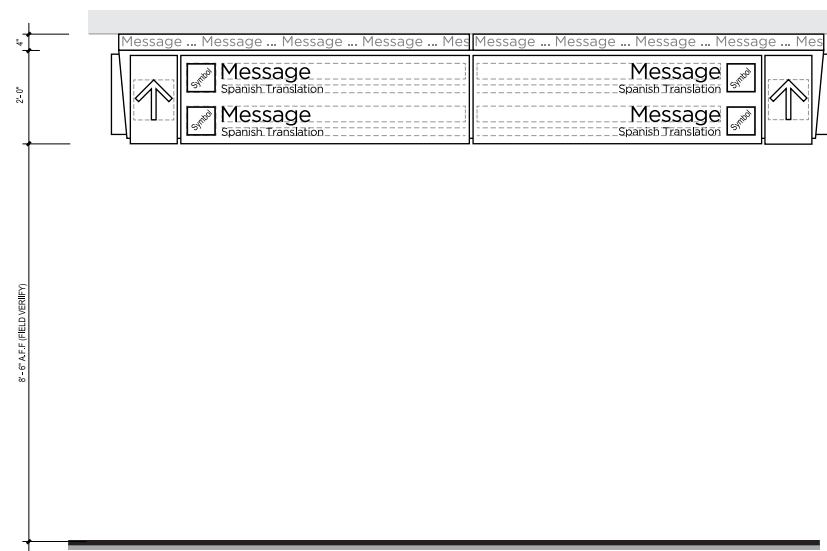 4"
Message ... Message ... Message ... Message ... Mes Message ... Message ... Message ... Message ... Mes
2'- 0"
Symbol Message
Spanish Translation
Symbol Message
Spanish Translation
Message Symbol
Spanish Translation
Message Symbol
Spanish Translation
8'- 6" A.F.F (FIELD VERIIFY)